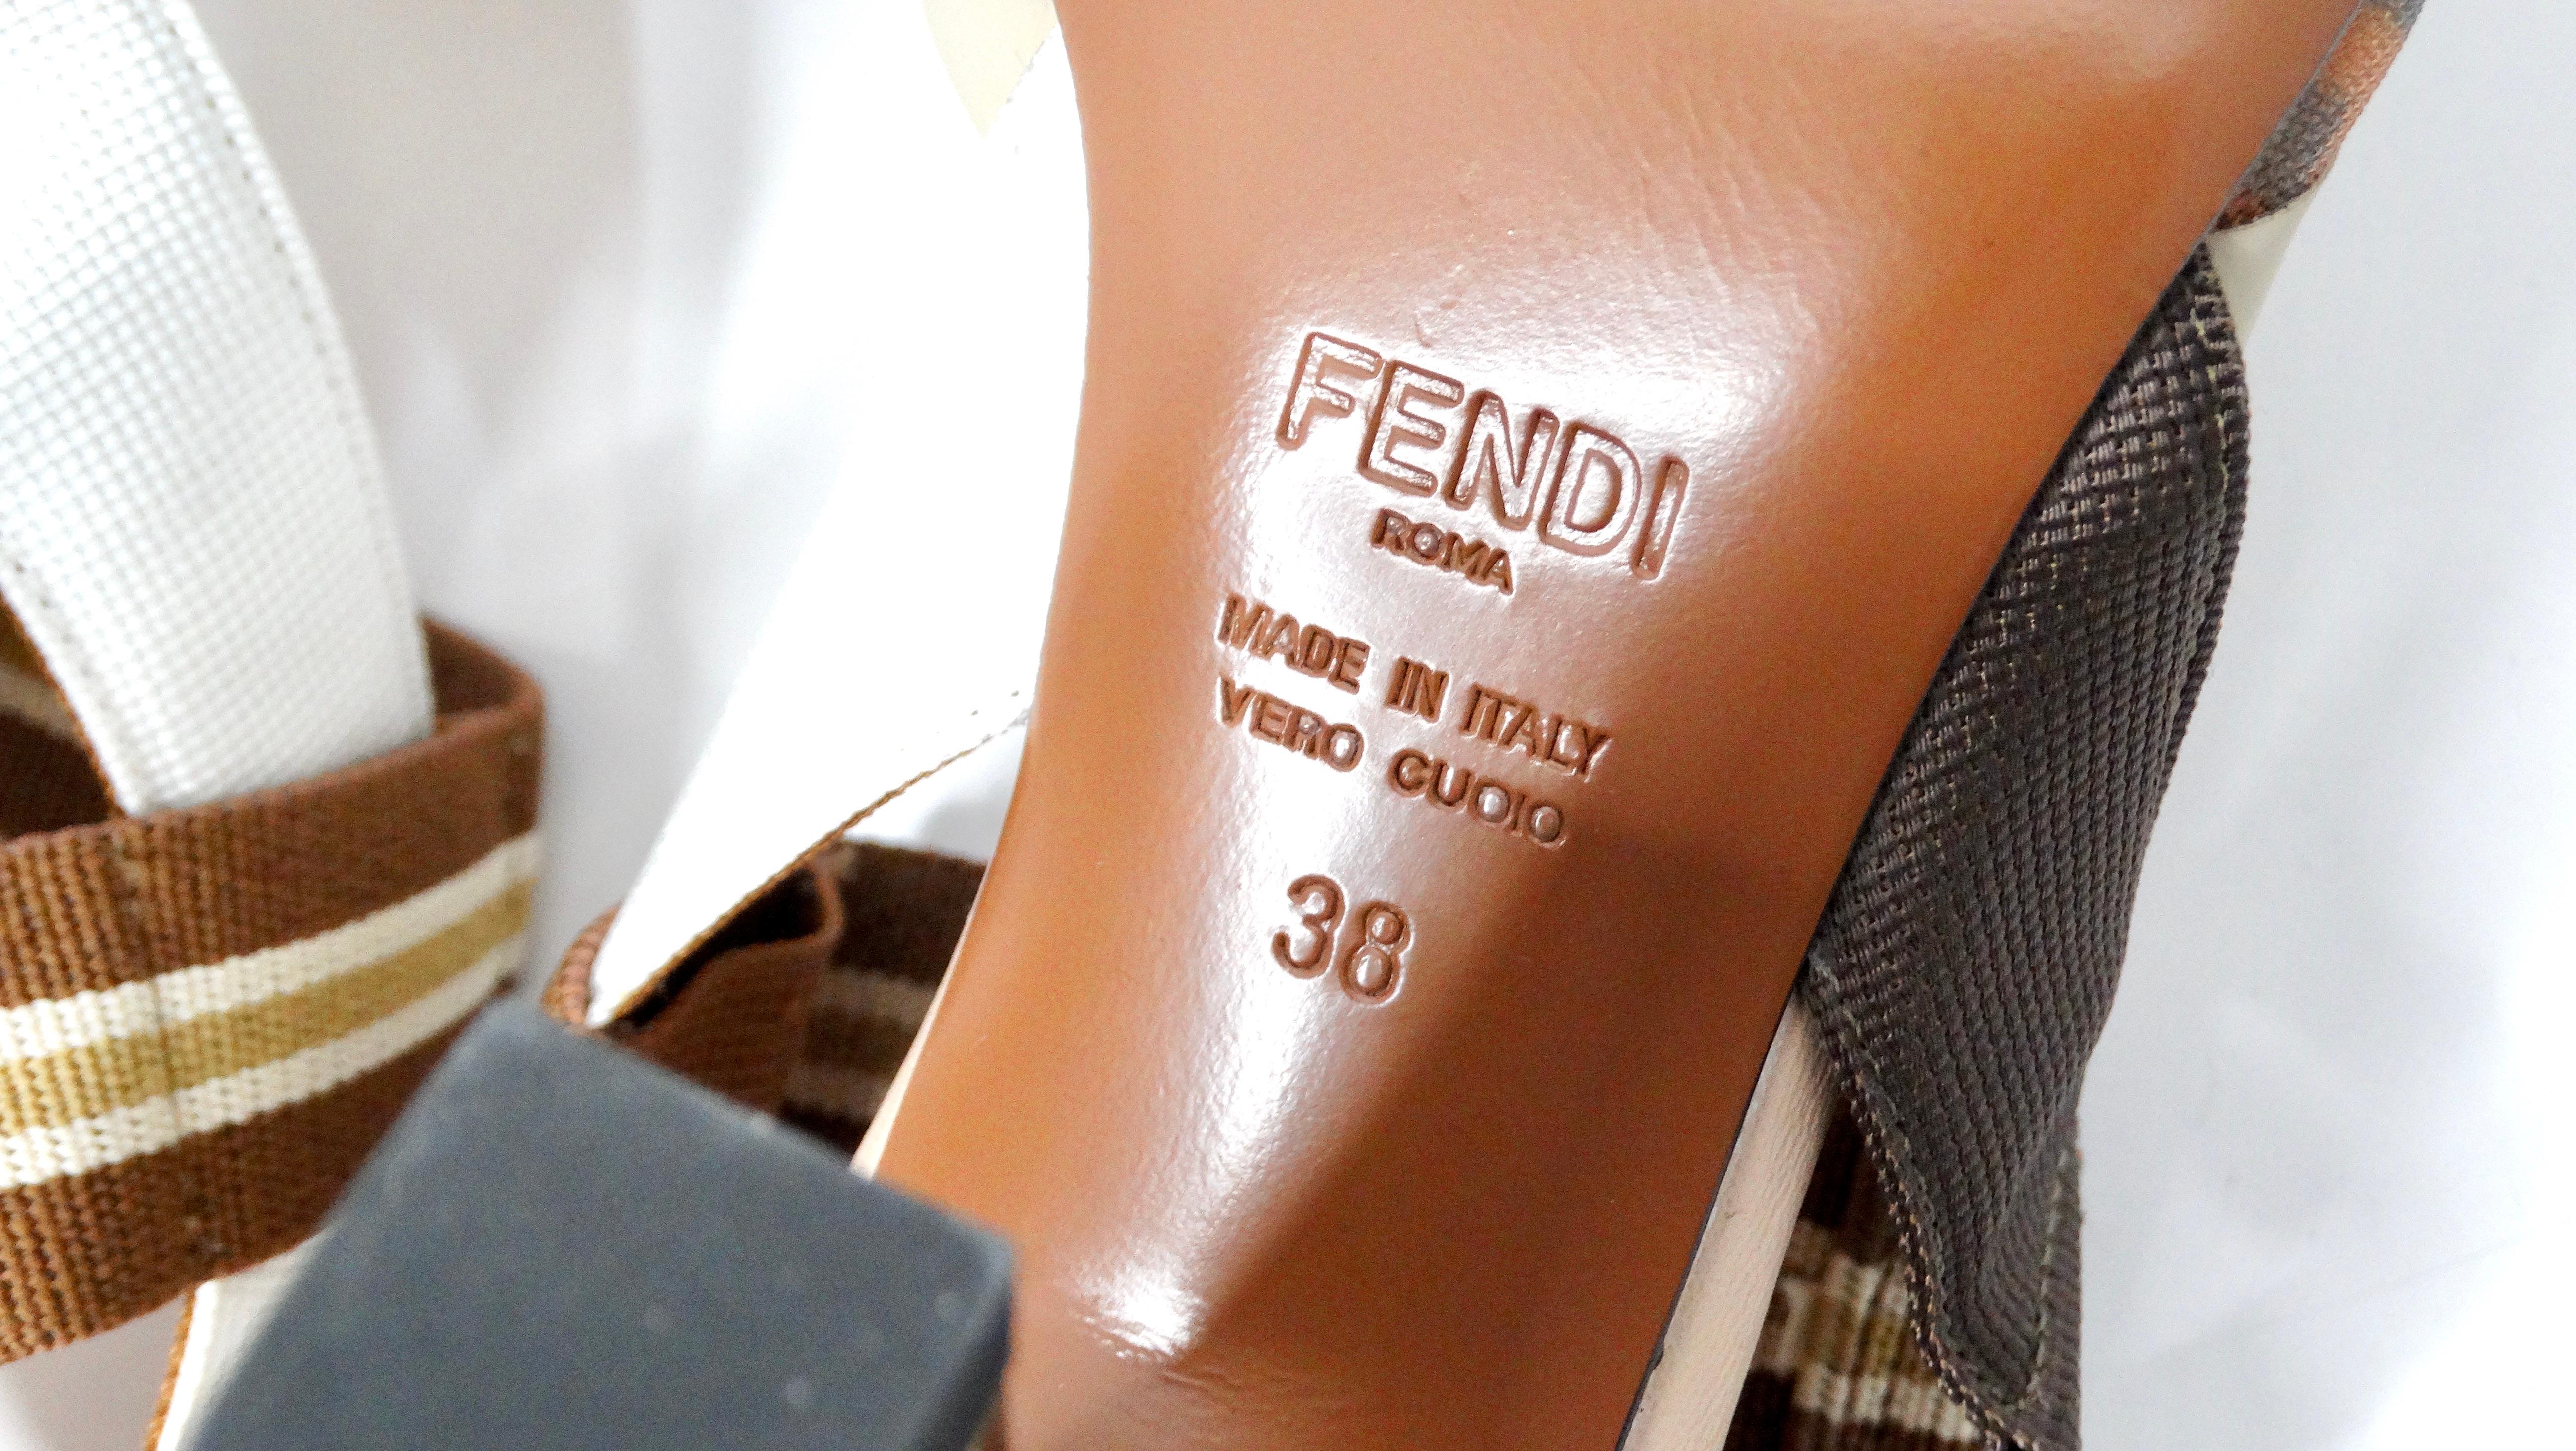 FENDI
ROMA
MADE IN ITALY
VERO CUOIO
38